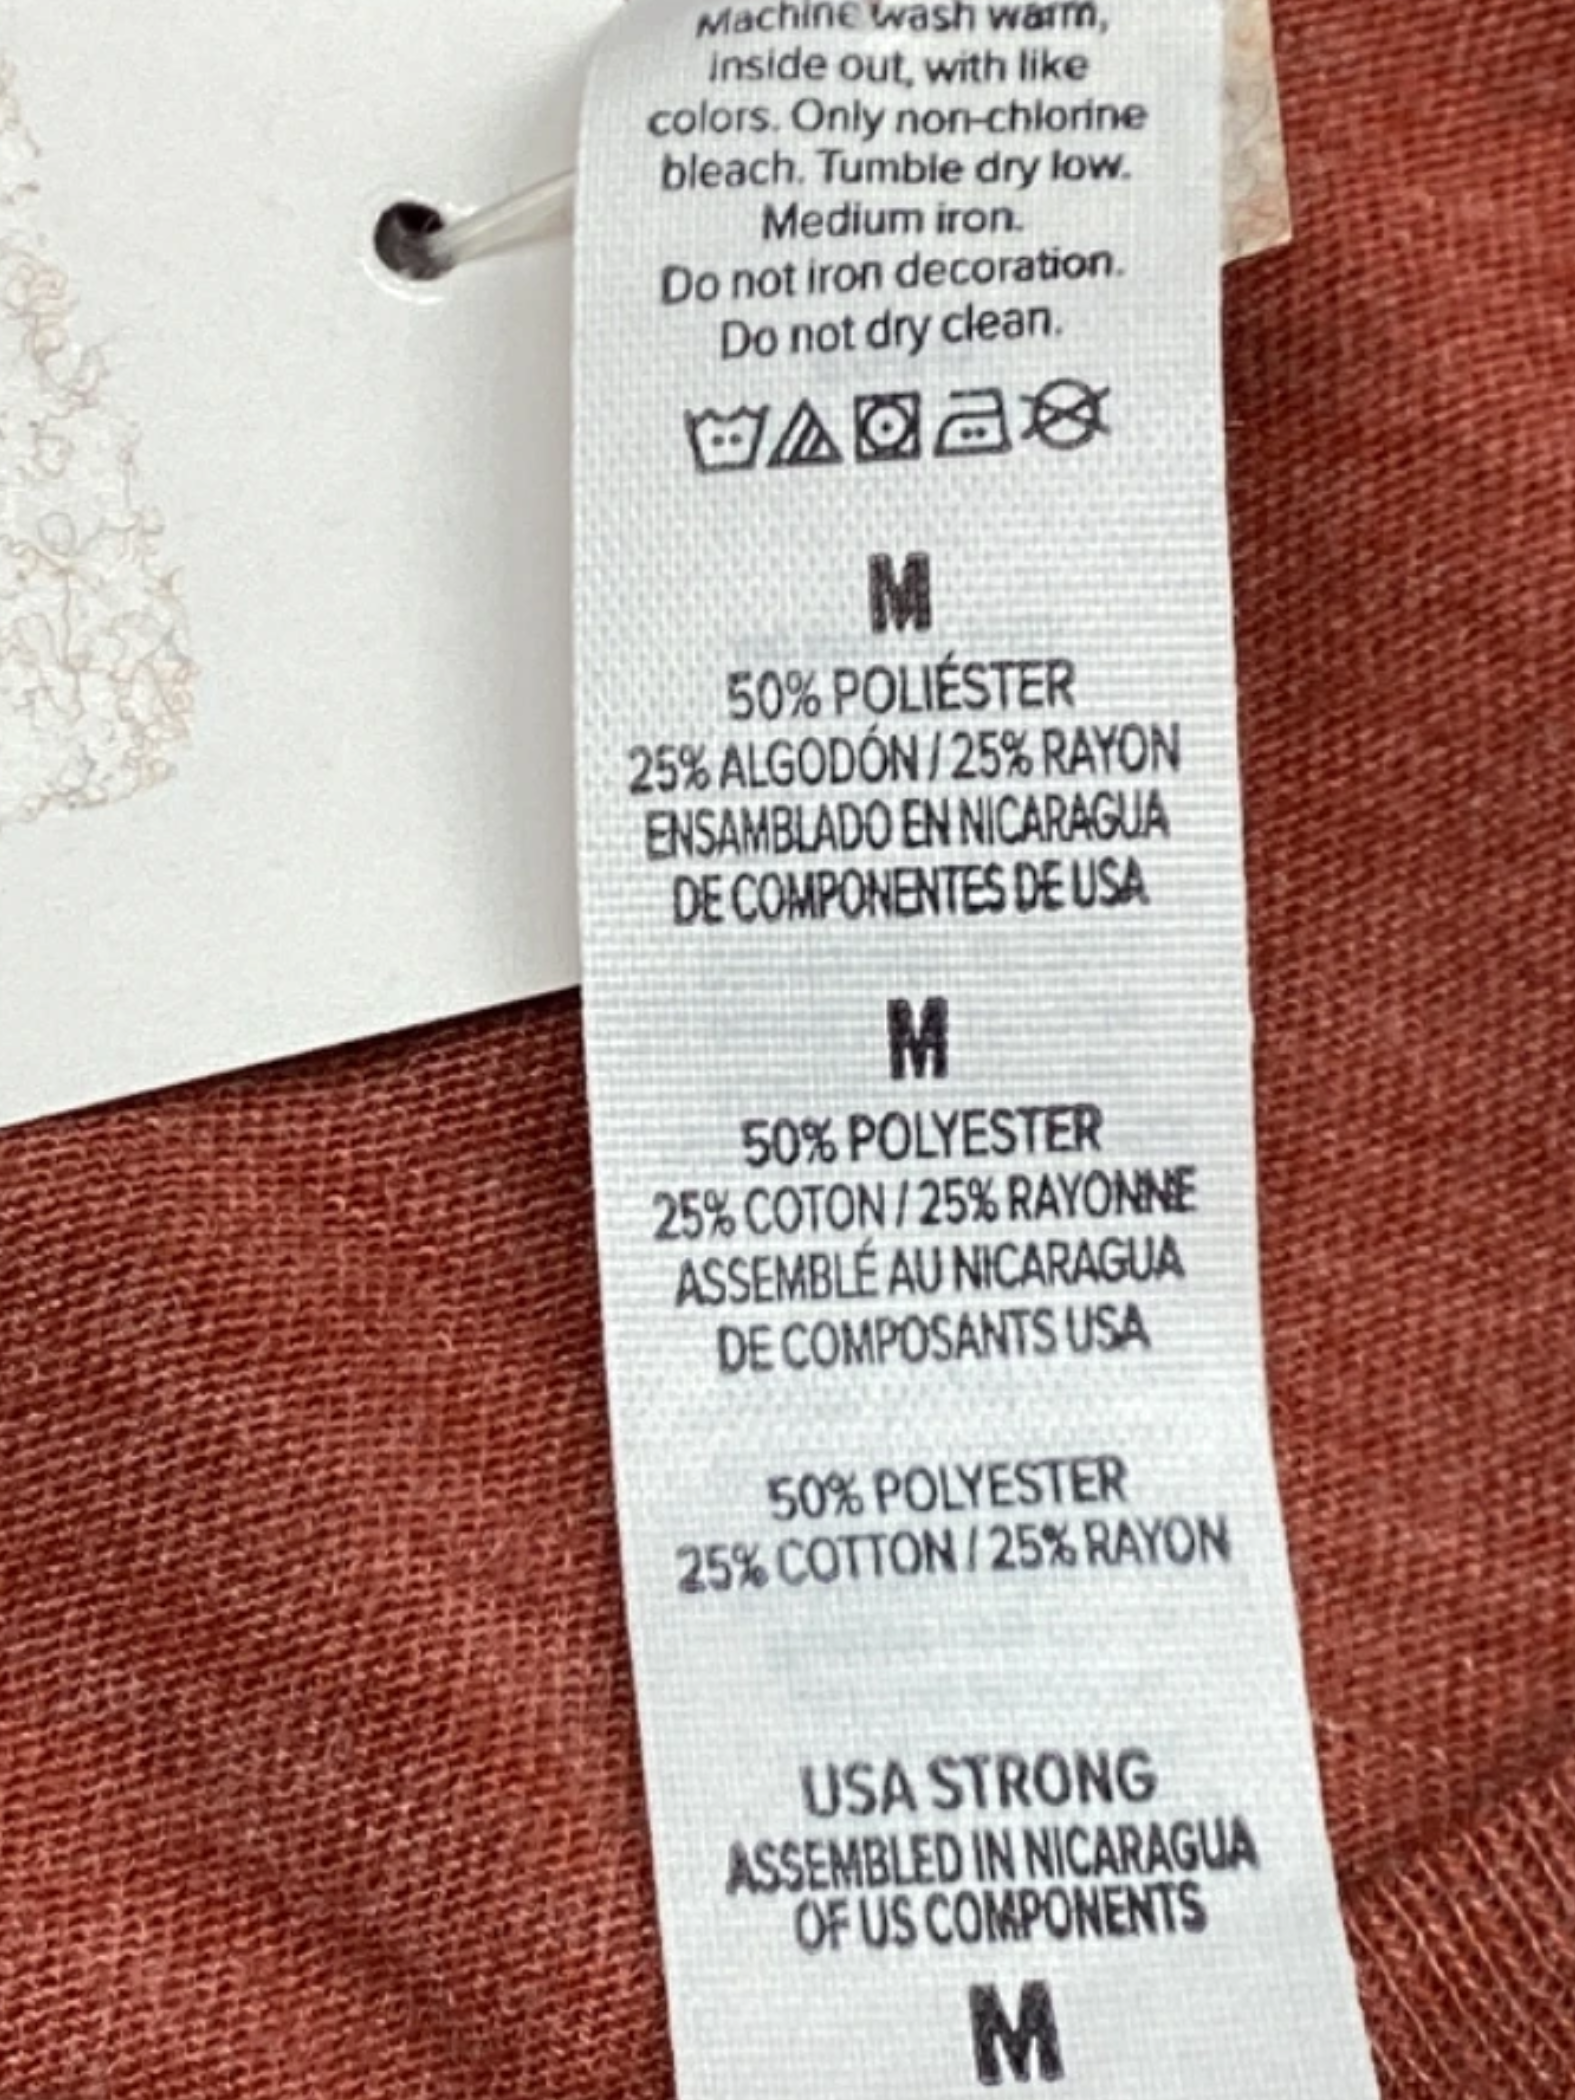 Machine wash warm,
inside out, with like
colors. Only non-chlorine
bleach. Tumble dry low.
Medium iron.
Do not iron decoration.
Do not dry clean.
M
50% POLIÉSTER
25% ALGODÓN / 25% RAYON
ENSAMBLADO EN NICARAGUA
DE COMPONENTES DE USA
M
50% POLYESTER
25% COTON / 25% RAYONNE
ASSEMBLÉ AU NICARAGUA
DE COMPOSANTS USA
50% POLYESTER
25% COTTON / 25% RAYON
USA STRONG
ASSEMBLED IN NICARAGUA
OF US COMPONENTS
M